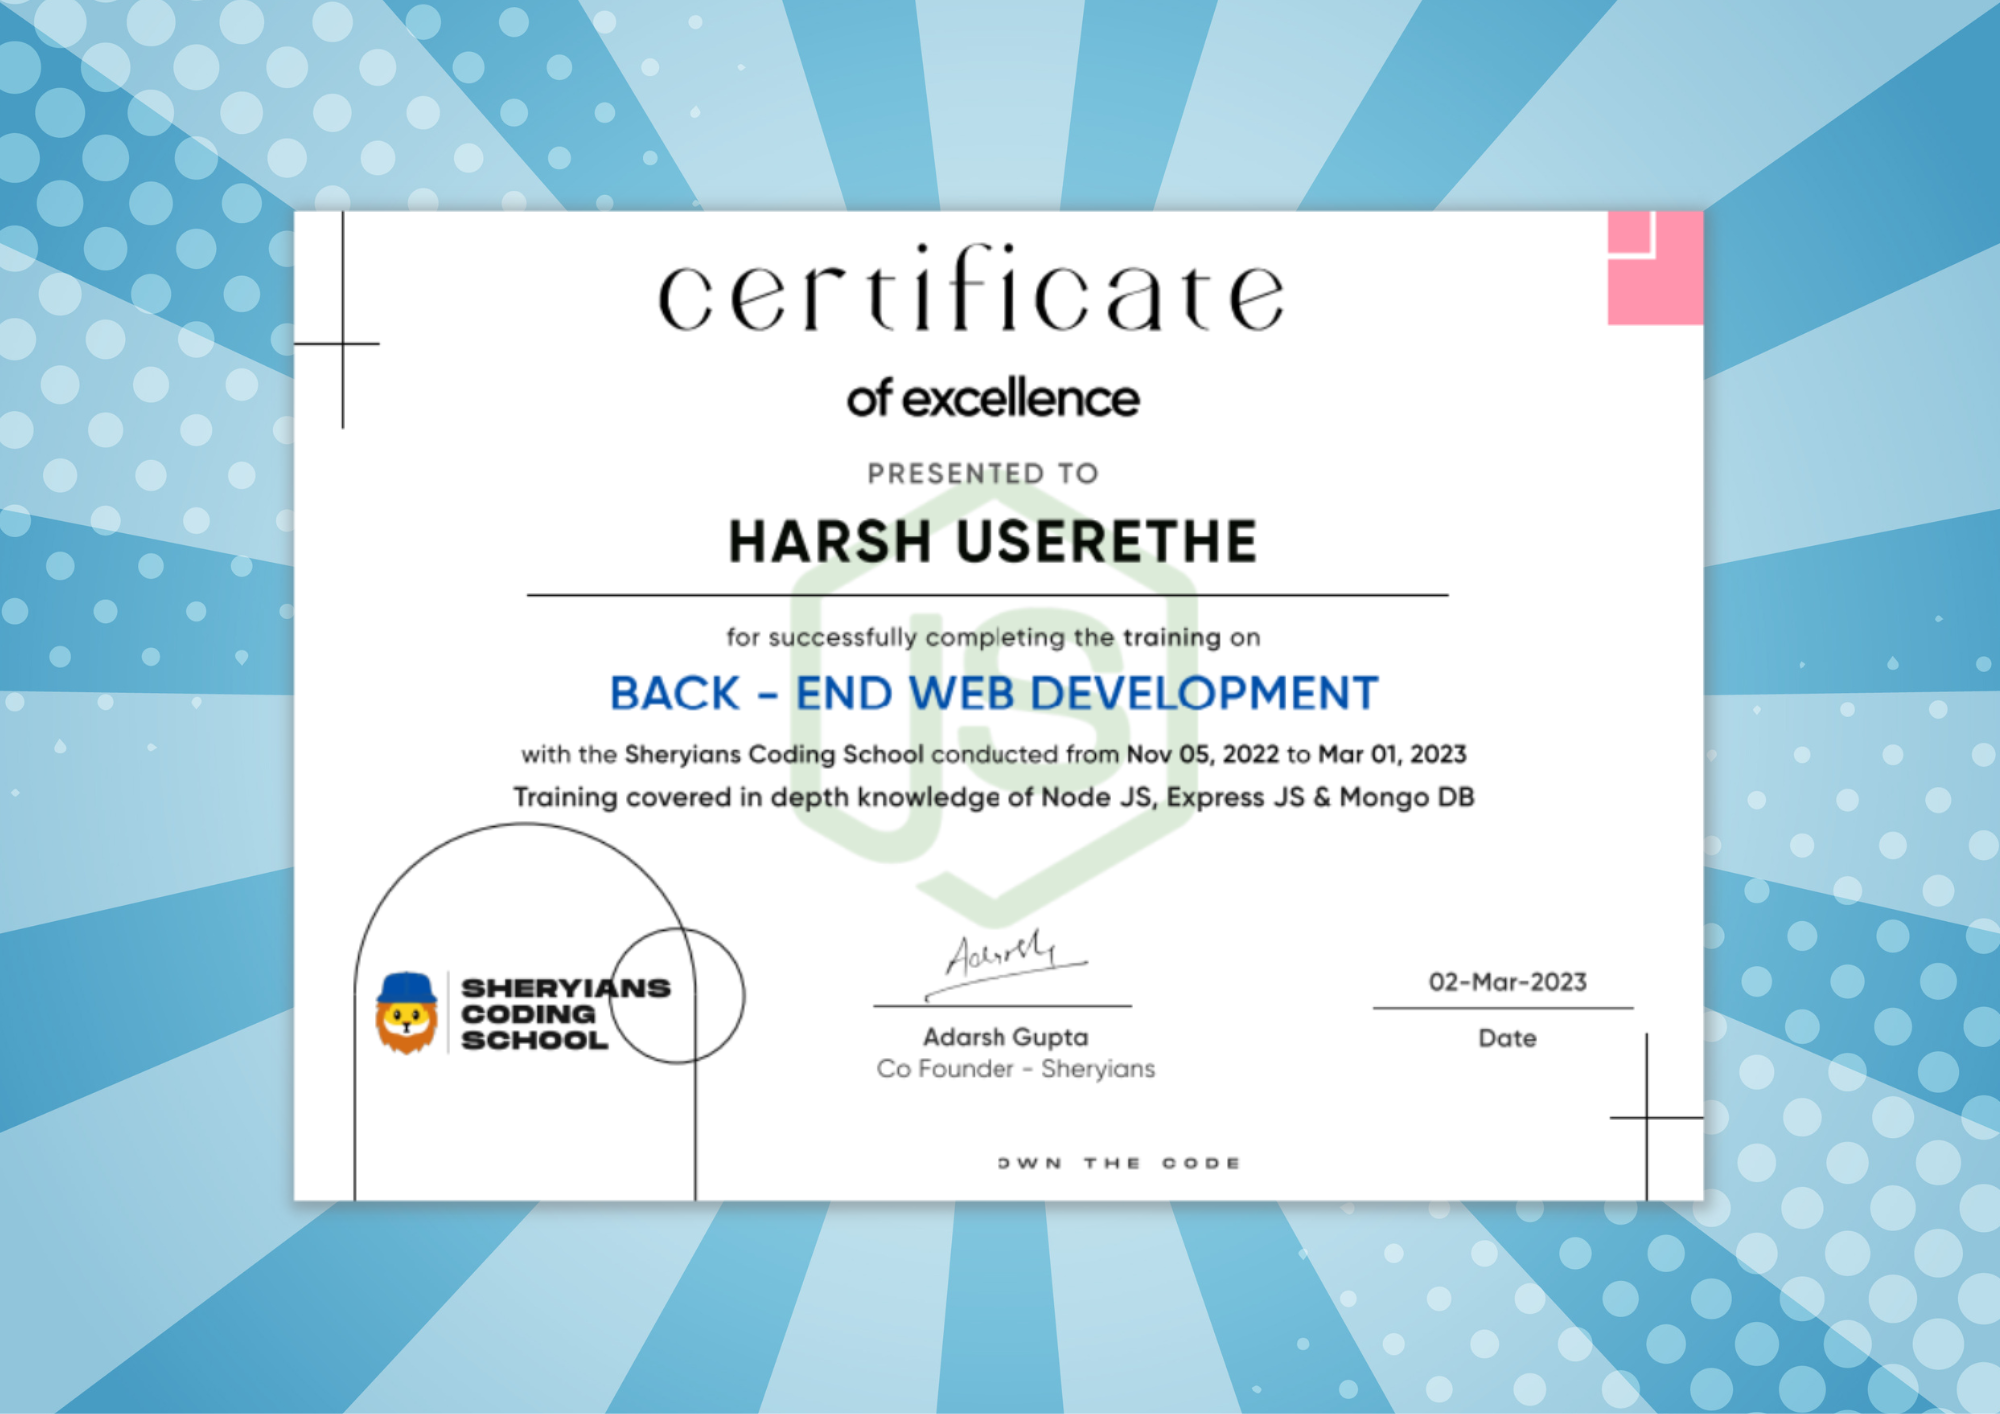 certificate
of excellence
PRESENTED TO
HARSH USERETHE
for successfully completing the training on
BACK - END WEB DEVELOPMENT
with the Sheryians Coding School conducted from Nov 05, 2022 to Mar 01, 2023
Training covered in depth knowledge of Node JS, Express JS & Mongo DB
JS
SHERYIANS
CODING
SCHOOL
Adarsh
Adarsh Gupta
Co Founder - Sheryians
02-Mar-2023
Date
OWN THE CODE